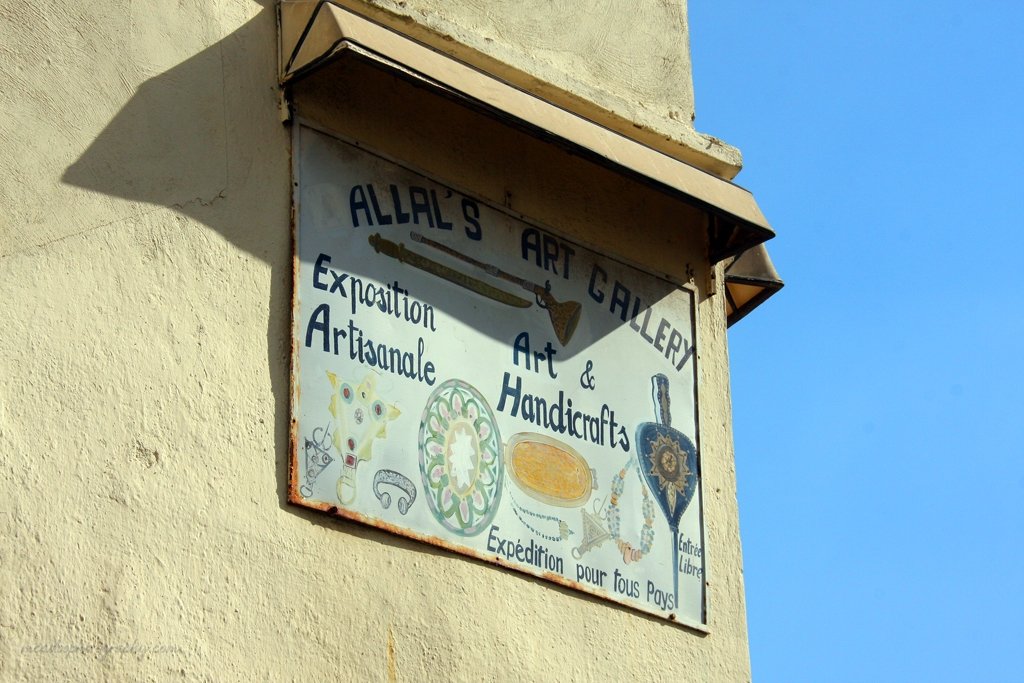 ALLAL'S ART GALLERY
Exposition
Artisanale
Art &
Handicrafts
Expédition pour tous Pays
Entrée
Libre